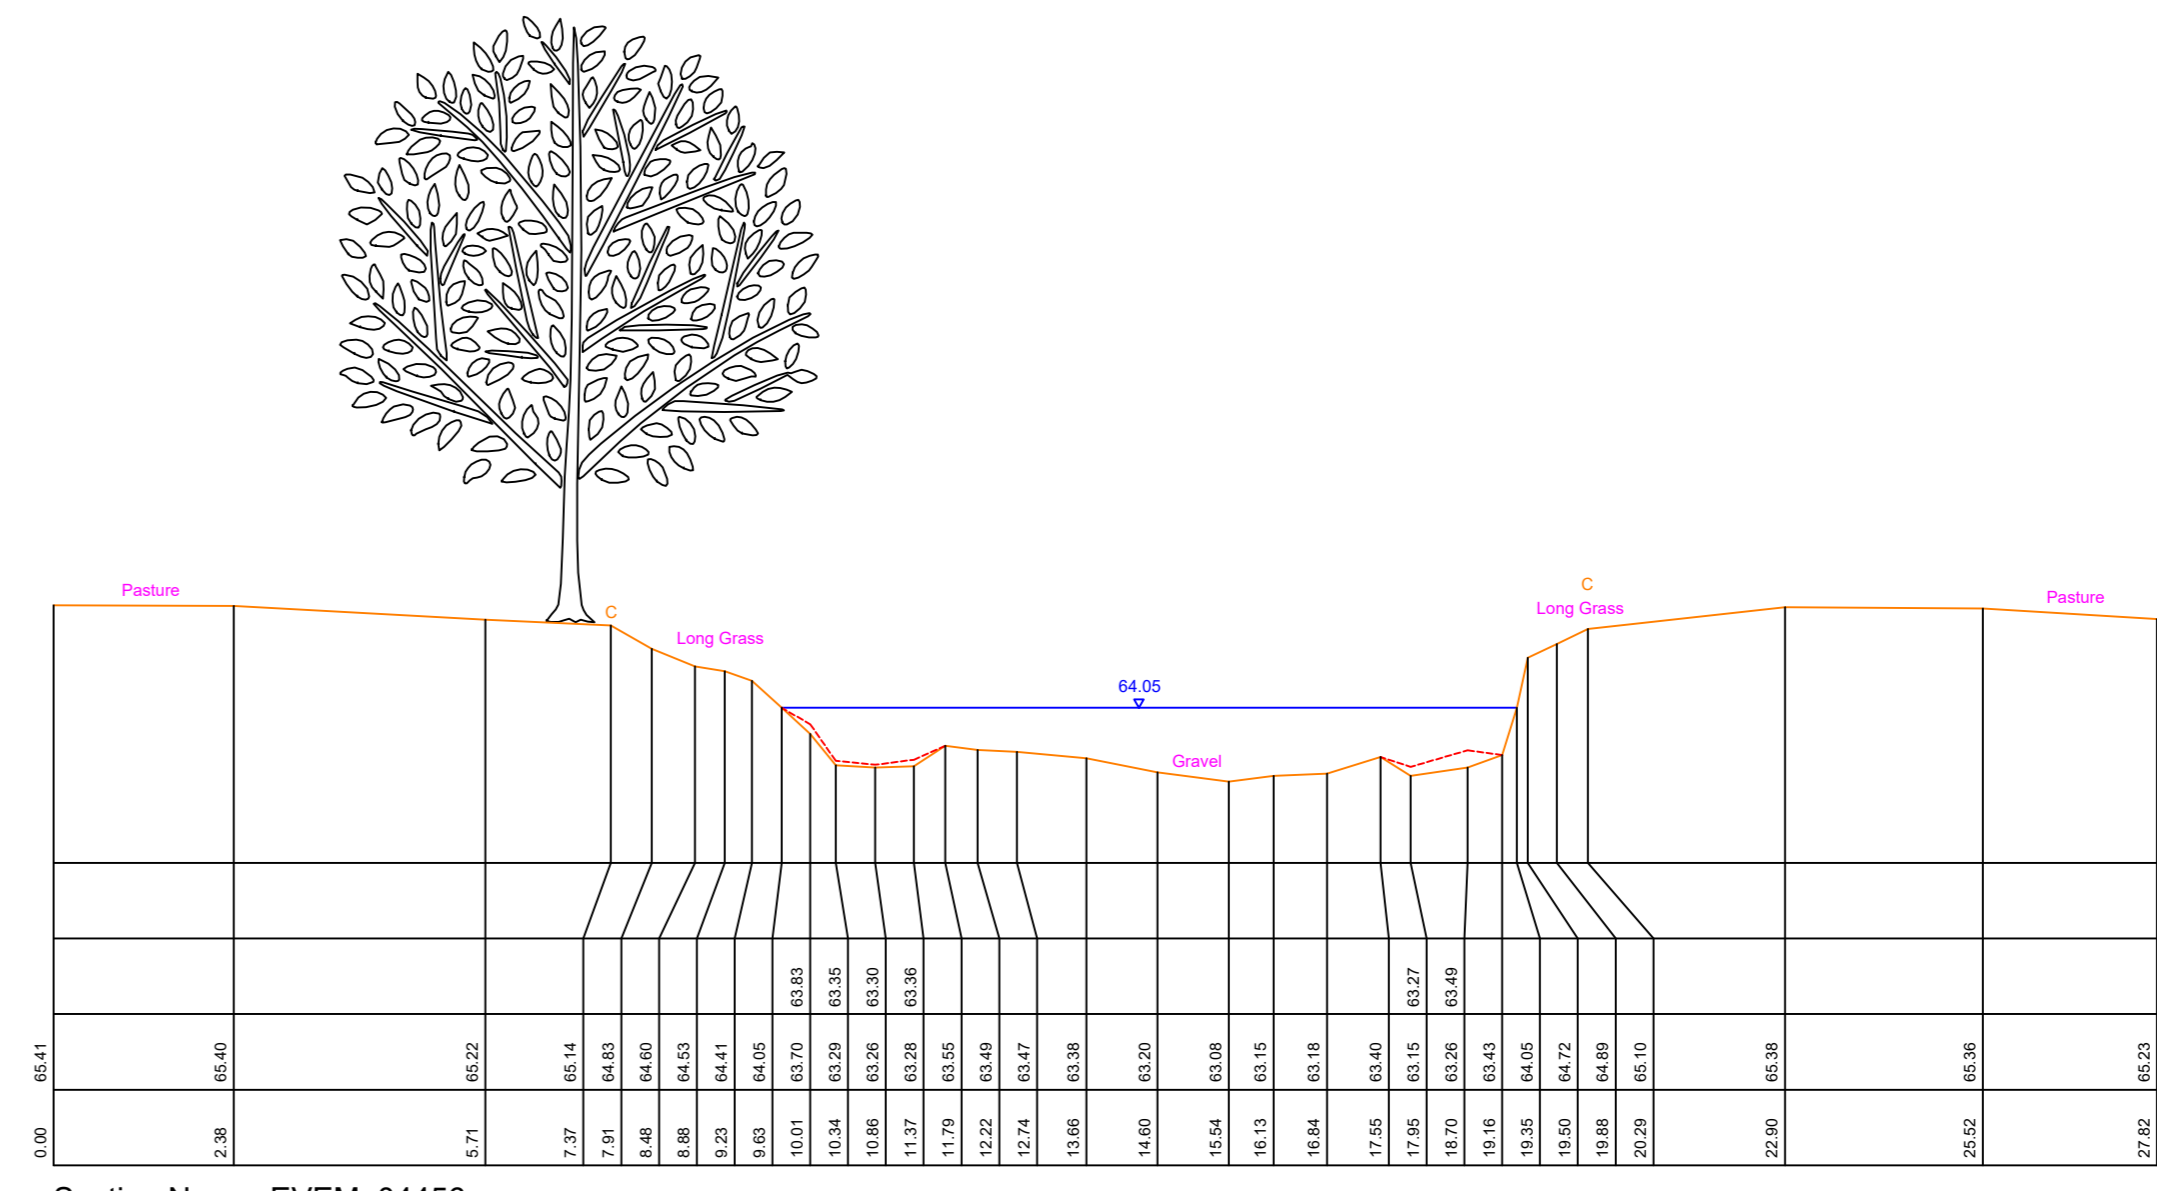 Pasture
C
Long Grass
64.05
Gravel
C
Long Grass
Pasture
63.83 63.35 63.30 63.36 63.27 63.49
65.41 65.40 65.22 65.14 64.83 64.60 64.53 64.41 64.05 63.70 63.29 63.26 63.28 63.55 63.49 63.47 63.38 63.20 63.08 63.15 63.18 63.40 63.15 63.26 63.43 64.05 64.72 64.89 65.10 65.38 65.36 65.23
0.00 2.38 5.71 7.37 7.91 8.48 8.88 9.23 9.63 10.01 10.34 10.86 11.37 11.79 12.22 12.74 13.66 14.60 15.54 16.13 16.84 17.55 17.95 18.70 19.16 19.35 19.50 19.88 20.29 22.90 25.52 27.82